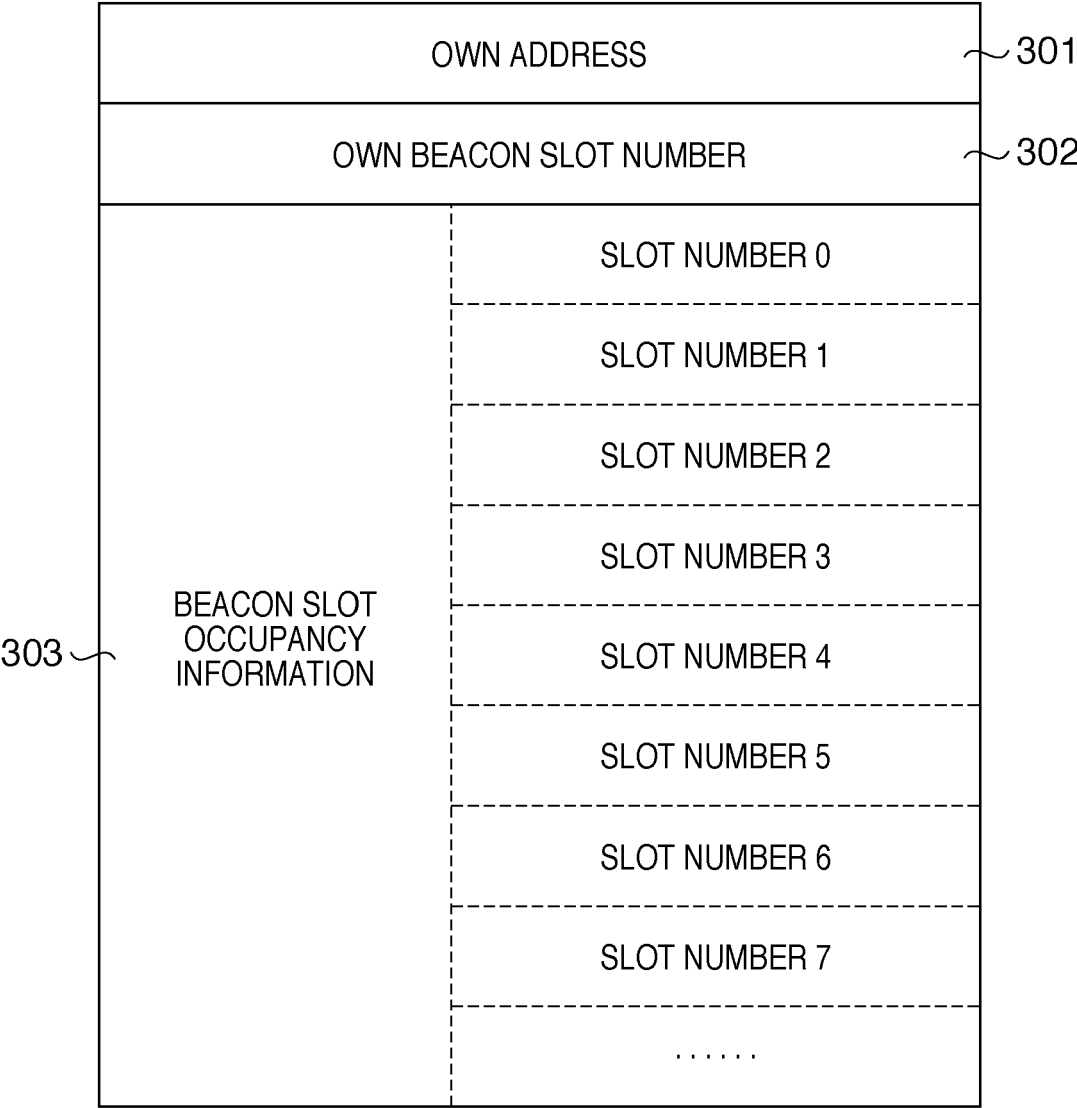 OWN ADDRESS
301
OWN BEACON SLOT NUMBER
302
303
BEACON SLOT
OCCUPANCY
INFORMATION
SLOT NUMBER 0
SLOT NUMBER 1
SLOT NUMBER 2
SLOT NUMBER 3
SLOT NUMBER 4
SLOT NUMBER 5
SLOT NUMBER 6
SLOT NUMBER 7
......